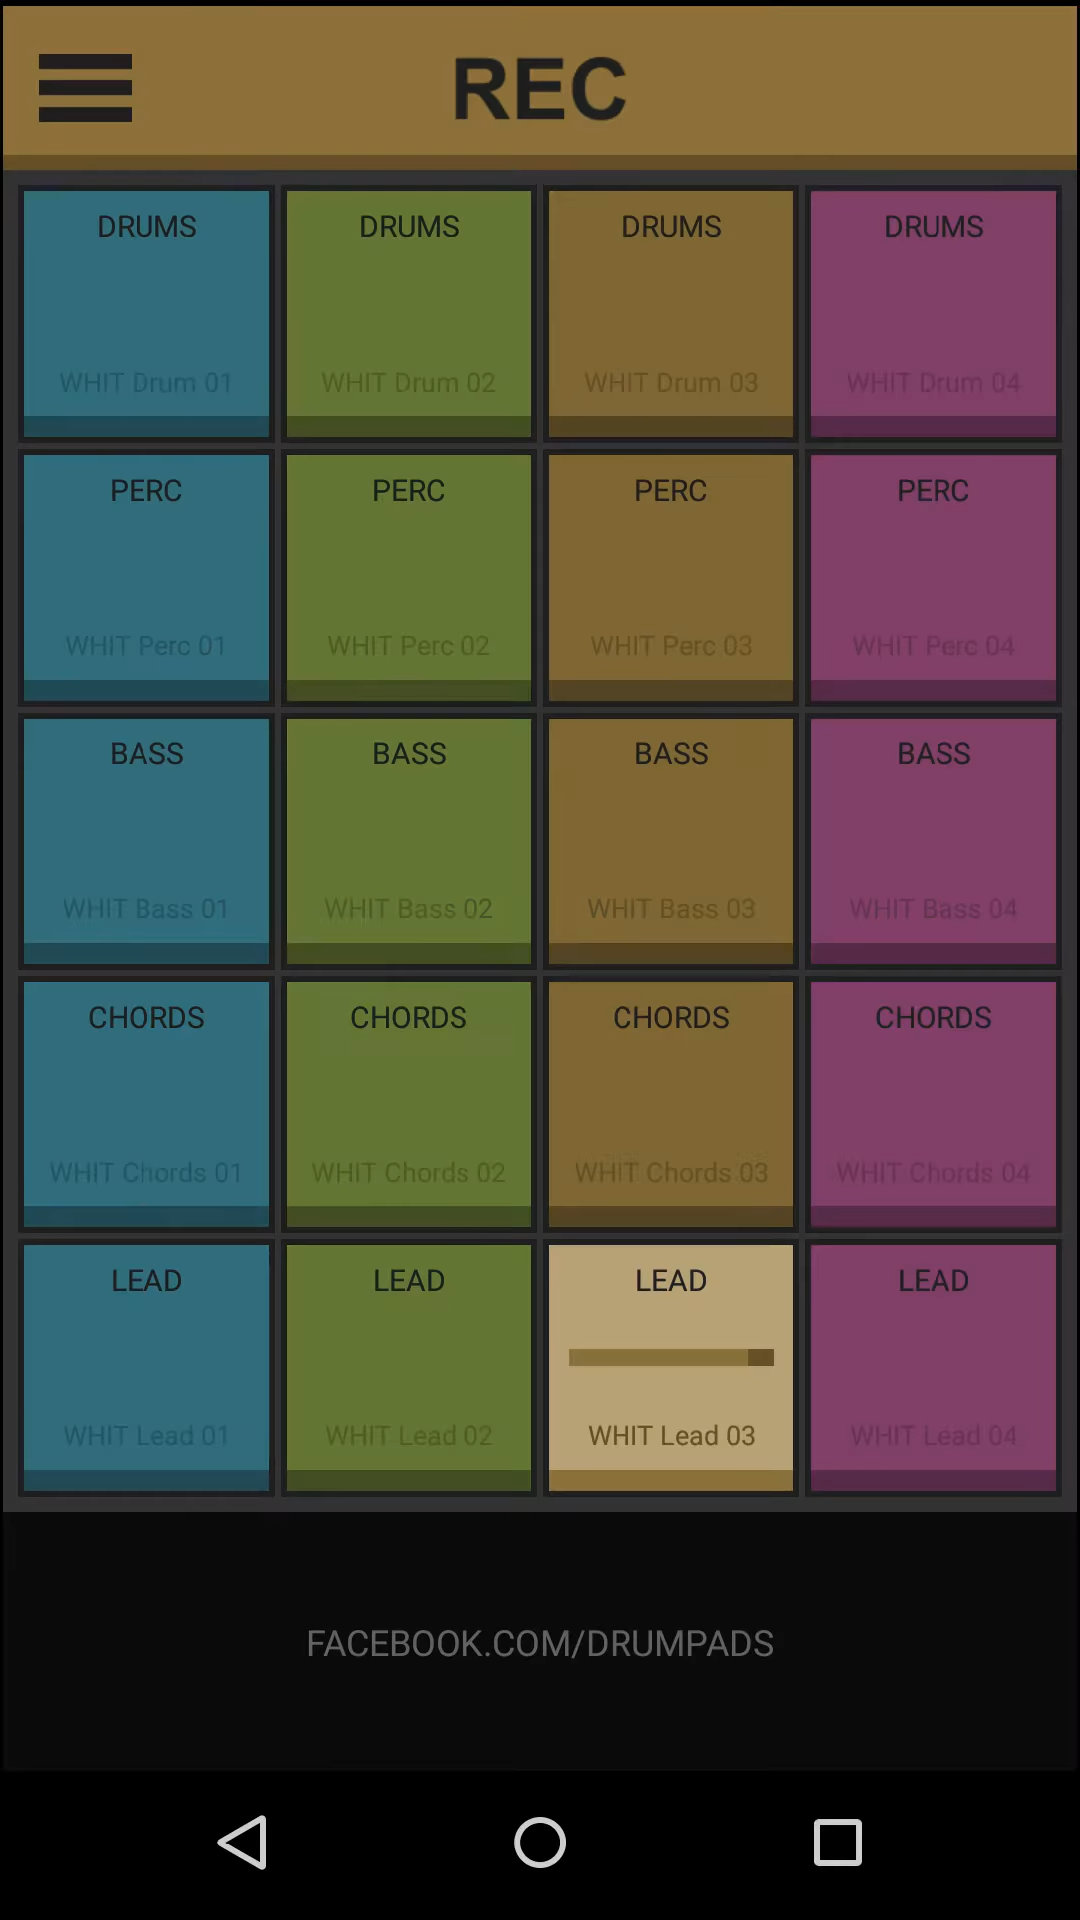 REC
DRUMS DRUMS DRUMS DRUMS
WHIT Drum 01 WHIT Drum 02 WHIT Drum 03 WHIT Drum 04
PERC PERC PERC PERC
WHIT Perc 01 WHIT Perc 02 WHIT Perc 03 WHIT Perc 04
BASS BASS BASS BASS
WHIT Bass 01 WHIT Bass 02 WHIT Bass 03 WHIT Bass 04
CHORDS CHORDS CHORDS CHORDS
WHIT Chords 01 WHIT Chords 02 WHIT Chords 03 WHIT Chords 04
LEAD LEAD LEAD LEAD
WHIT Lead 01 WHIT Lead 02 WHIT Lead 03 WHIT Lead 04
FACEBOOK.COM/DRUMPADS